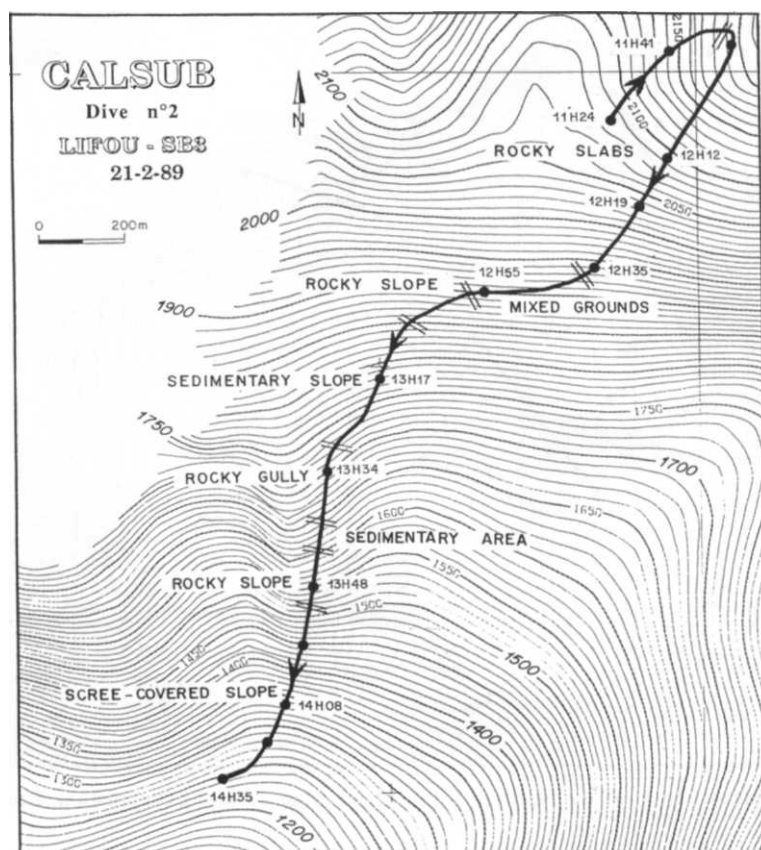 CALSUB
Dive n°2
LIFOU - SB3
21-2-89
0 200m
N
2100
2150
11H41
11H24
2100
ROCKY SLABS
12H12
12H19
2050
2000
12H35
12H55
ROCKY SLOPE
MIXED GROUNDS
1900
SEDIMENTARY SLOPE
13H17
1750
1750
1700
ROCKY GULLY
13H34
1650
1600
SEDIMENTARY AREA
1550
ROCKY SLOPE
13H48
1500
1450
1400
1500
SCREE-COVERED SLOPE
14H08
1400
1350
1300
14H35
1200